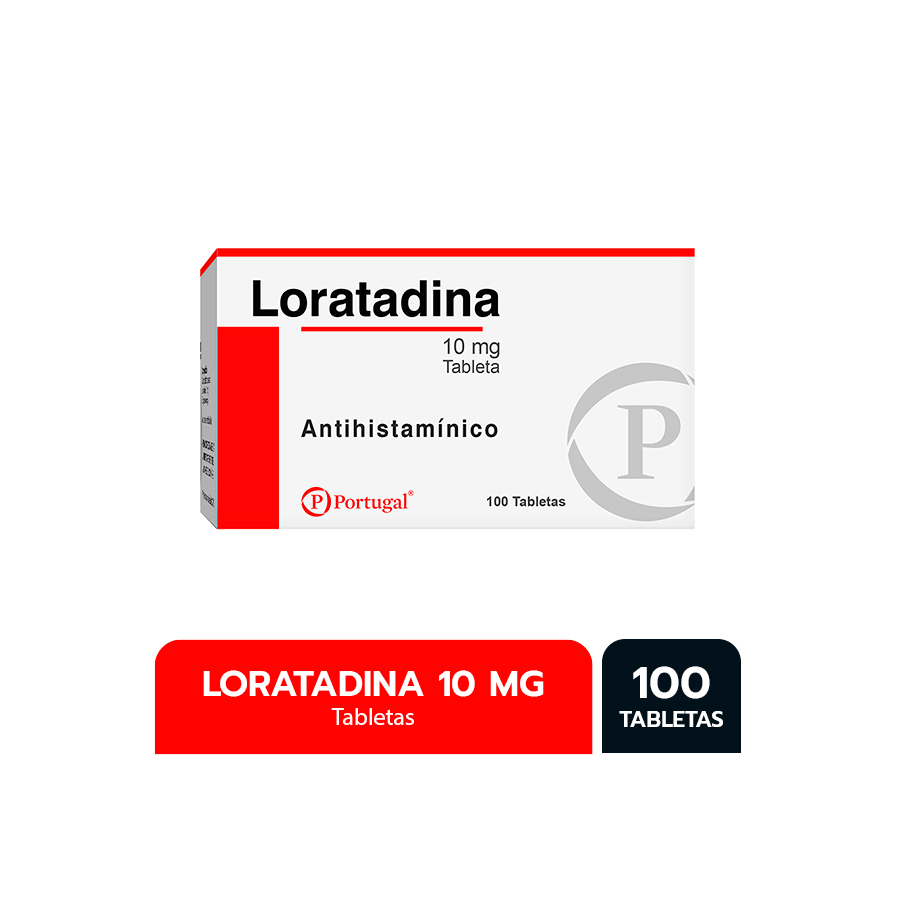 Loratadina
10 mg
Tableta
Antihistamínico
P Portugal®
100 Tabletas
P
LORATADINA 10 MG
Tabletas
100
TABLETAS